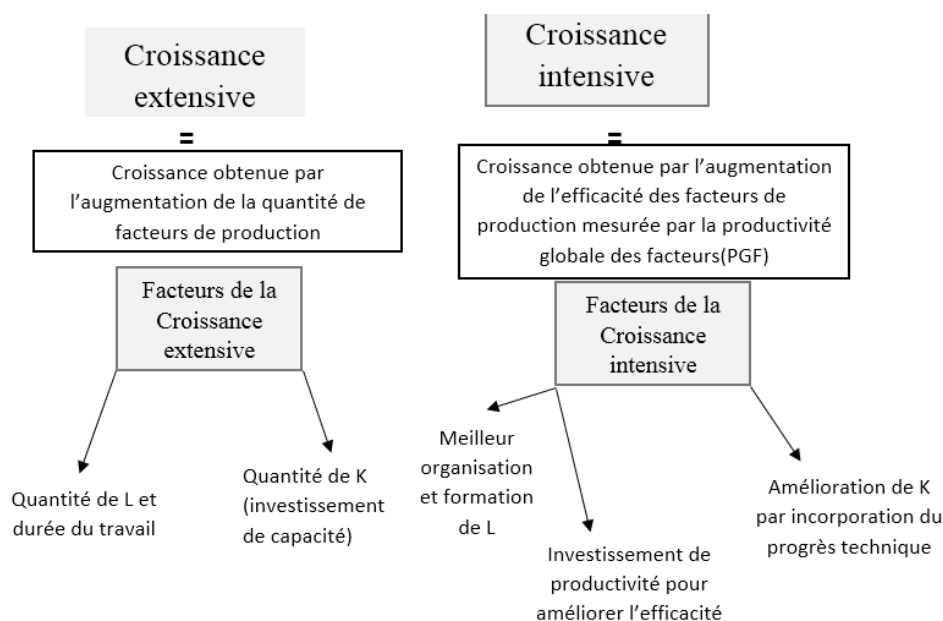 Croissance
extensive
=
Croissance obtenue par
l'augmentation de la quantité de
facteurs de production
Facteurs de la
Croissance
extensive
Quantité de L et
durée du travail
Quantité de K
(investissement
de capacité)
Croissance
intensive
=
Croissance obtenue par l'augmentation
de l'efficacité des facteurs de
production mesurée par la productivité
globale des facteurs(PGF)
Facteurs de la
Croissance
intensive
Meilleur
organisation
et formation
de L
Investissement de
productivité pour
améliorer l'efficacité
Amélioration de K
par incorporation du
progrès technique